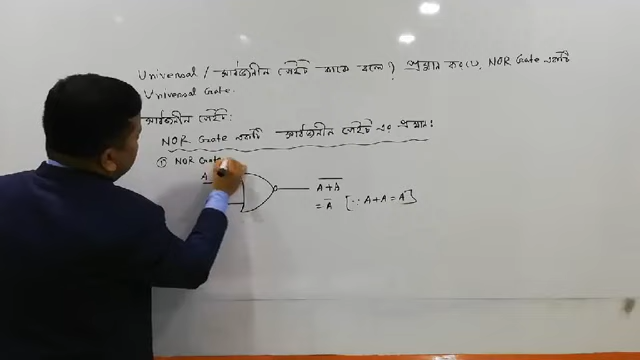 Universal / সার্বজনীন গেইট কাকে বলে? প্রমান কর যে, NOR Gate একটি
Universal Gate.
সার্বজনীন গেইট:
NOR Gate একটি সার্বজনীন গেইট এর প্রমান:
① NOR Gate
A
A+A
= Ā [∵ A+A = A]